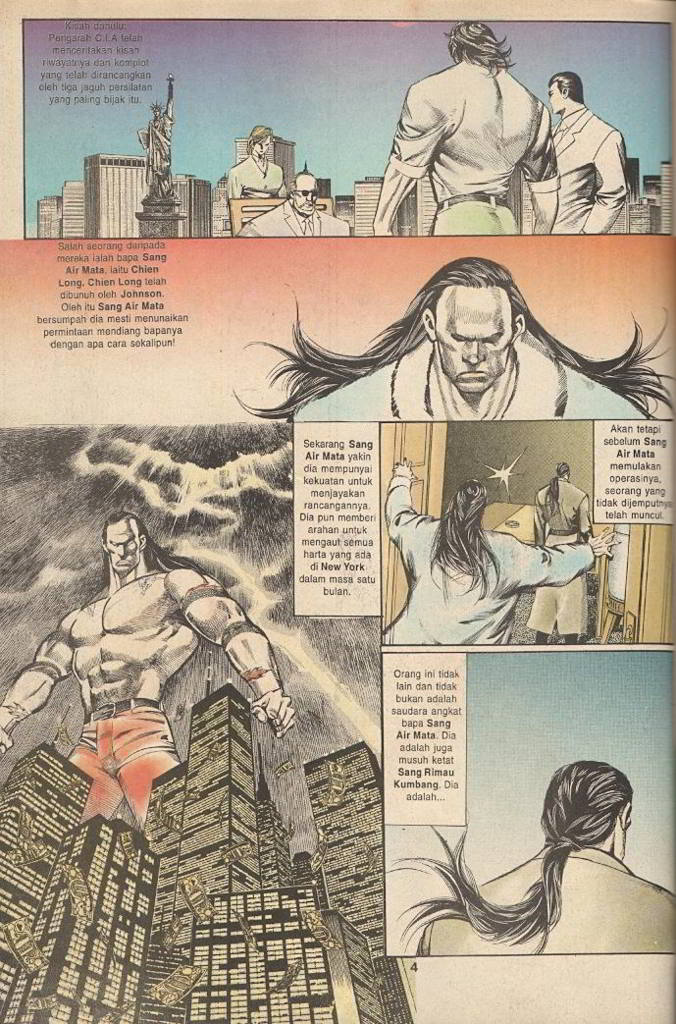 Kisah dahulu:
Pengarah C.I.A telah
menceritakan kisah
riwayatnya dan komplot
yang telah dirancangkan
oleh tiga jaguh persilatan
yang paling bijak itu.
Salah seorang daripada
mereka ialah bapa Sang
Air Mata, iaitu Chien
Long. Chien Long telah
dibunuh oleh Johnson.
Oleh itu Sang Air Mata
bersumpah dia mesti menunaikan
permintaan mendiang bapanya
dengan apa cara sekalipun!
Sekarang Sang
Air Mata yakin
dia mempunyai
kekuatan untuk
menjayakan
rancangannya.
Dia pun memberi
arahan untuk
mengaut semua
harta yang ada
di New York
dalam masa satu
bulan.
Akan tetapi
sebelum Sang
Air Mata
memulakan
operasinya,
seorang yang
tidak dijemputnya
telah muncul.
Orang ini tidak
lain dan tidak
bukan adalah
saudara angkat
bapa Sang
Air Mata. Dia
adalah juga
musuh ketat
Sang Rimau
Kumbang. Dia
adalah...
4